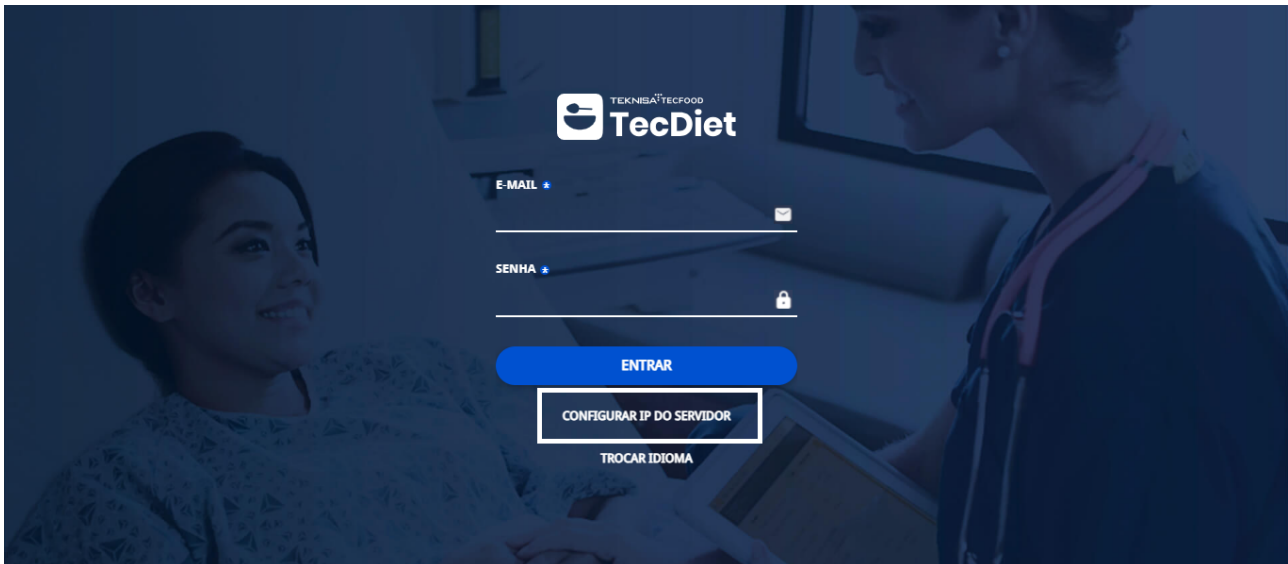 TEKNISA TECFOOD
TecDiet
E-MAIL *
SENHA *
ENTRAR
CONFIGURAR IP DO SERVIDOR
TROCAR IDIOMA